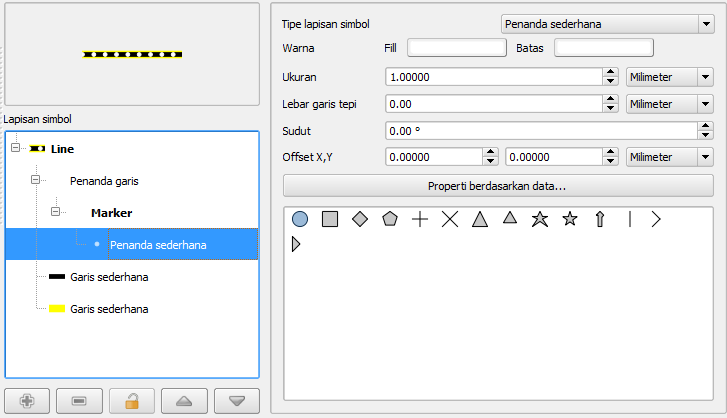 Lapisan simbol
Line
Penanda garis
Marker
Penanda sederhana
Garis sederhana
Garis sederhana
Tipe lapisan simbol Penanda sederhana
Warna Fill Batas
Ukuran 1.00000 Milimeter
Lebar garis tepi 0.00 Milimeter
Sudut 0.00 °
Offset X,Y 0.00000 0.00000 Milimeter
Properti berdasarkan data...